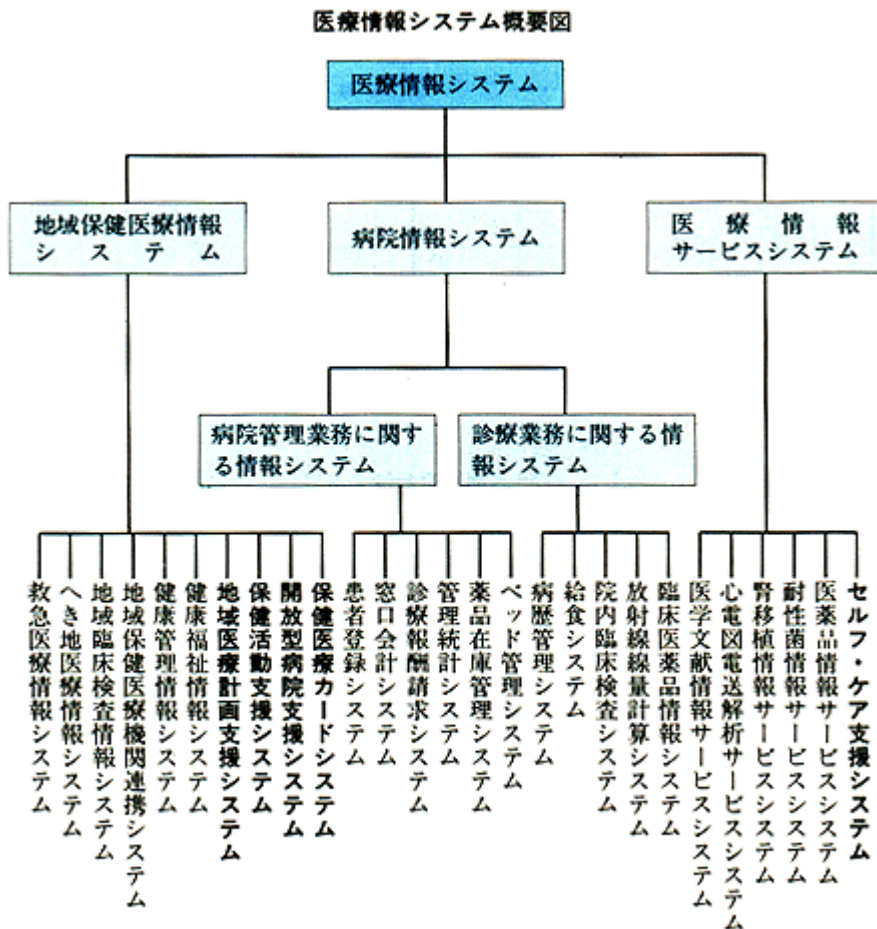 医療情報システム概要図
医療情報システム
地域保健医療情報
システム
病院情報システム
医療情報
サービスシステム
病院管理業務に関す
る情報システム
診療業務に関する情
報システム
救急医療情報システム
へき地医療情報システム
地域臨床検査情報システム
地域保健医療機関連携システム
健康管理情報システム
健康福祉情報システム
地域医療計画支援システム
保健活動支援システム
開放型病院支援システム
保健医療カードシステム
患者登録システム
窓口会計システム
診療報酬請求システム
管理統計システム
薬品在庫管理システム
ベッド管理システム
病歴管理システム
給食システム
院内臨床検査システム
放射線線量計算システム
臨床医薬品情報システム
医学文献情報サービスシステム
心電図電送解析サービスシステム
腎移植情報サービスシステム
耐性菌情報サービスシステム
医薬品情報サービスシステム
セルフ・ケア支援システム